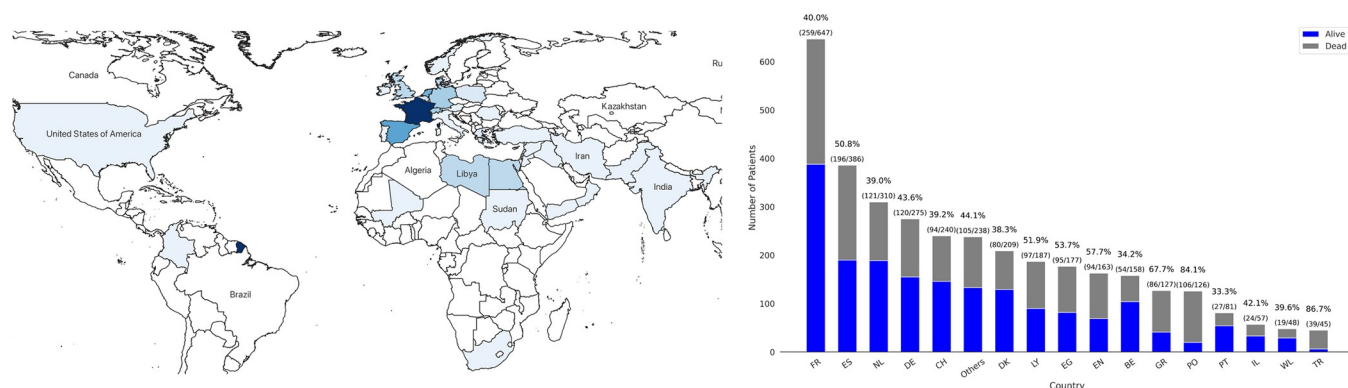 Canada
Ru
United States of America
Kazakhstan
Iran
Algeria
Libya
India
Sudan
Brazil
Alive
Dead
Number of Patients
600
500
400
300
200
100
0
40.0%
(259/647)
50.8%
(196/386)
39.0%
(121/310)
43.6%
(120/275)
39.2%
(94/240)
44.1%
(105/238)
38.3%
(80/209)
51.9%
(97/187)
53.7%
(95/177)
57.7%
(94/163)
34.2%
(54/158)
67.7%
(86/127)
84.1%
(106/126)
33.3%
(27/81)
42.1%
(24/57)
39.6%
(19/48)
86.7%
(39/45)
FR
ES
NL
DE
CH
Others
DK
LY
EG
EN
BE
GR
PO
PT
IL
WL
TR
Country